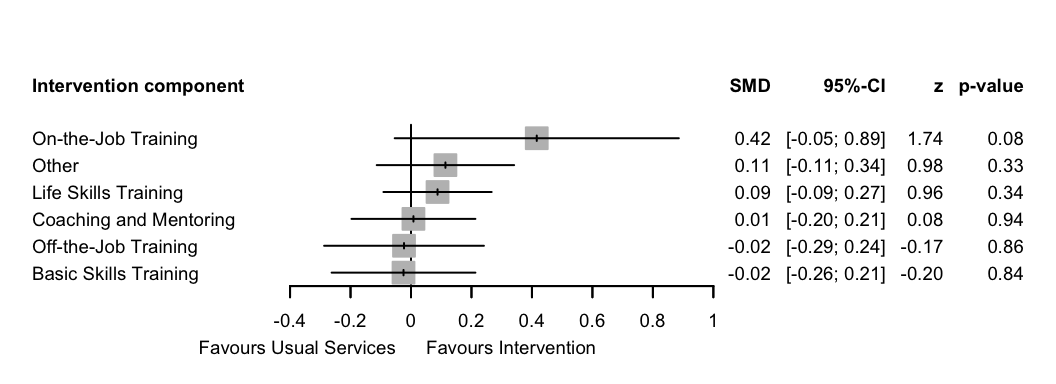 Intervention component SMD 95%-CI z p-value
On-the-Job Training 0.42 [-0.05; 0.89] 1.74 0.08
Other 0.11 [-0.11; 0.34] 0.98 0.33
Life Skills Training 0.09 [-0.09; 0.27] 0.96 0.34
Coaching and Mentoring 0.01 [-0.20; 0.21] 0.08 0.94
Off-the-Job Training -0.02 [-0.29; 0.24] -0.17 0.86
Basic Skills Training -0.02 [-0.26; 0.21] -0.20 0.84
-0.4 -0.2 0 0.2 0.4 0.6 0.8 1
Favours Usual Services Favours Intervention